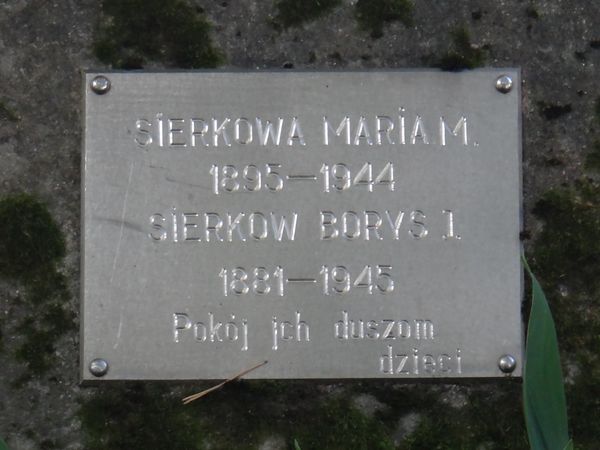 SIERKOWA MARIA M.
1895-1944
SIERKOW BORYS I.
1881-1945
Pokój ich duszom
dzieci